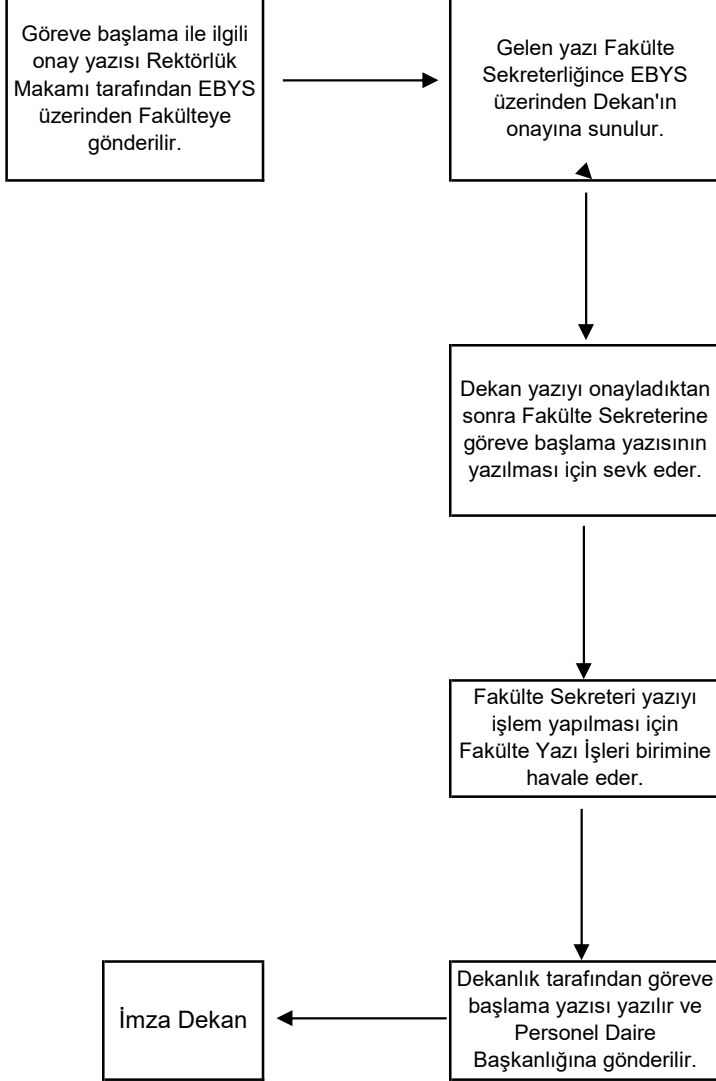 Göreve başlama ile ilgili
onay yazısı Rektörlük
Makamı tarafından EBYS
üzerinden Fakülteye
gönderilir.
Gelen yazı Fakülte
Sekreterliğince EBYS
üzerinden Dekan'ın
onayına sunulur.
Dekan yazıyı onayladıktan
sonra Fakülte Sekreterine
göreve başlama yazısının
yazılması için sevk eder.
Fakülte Sekreteri yazıyı
işlem yapılması için
Fakülte Yazı İşleri birimine
havale eder.
Dekanlık tarafından göreve
başlama yazısı yazılır ve
Personel Daire
Başkanlığına gönderilir.
İmza Dekan